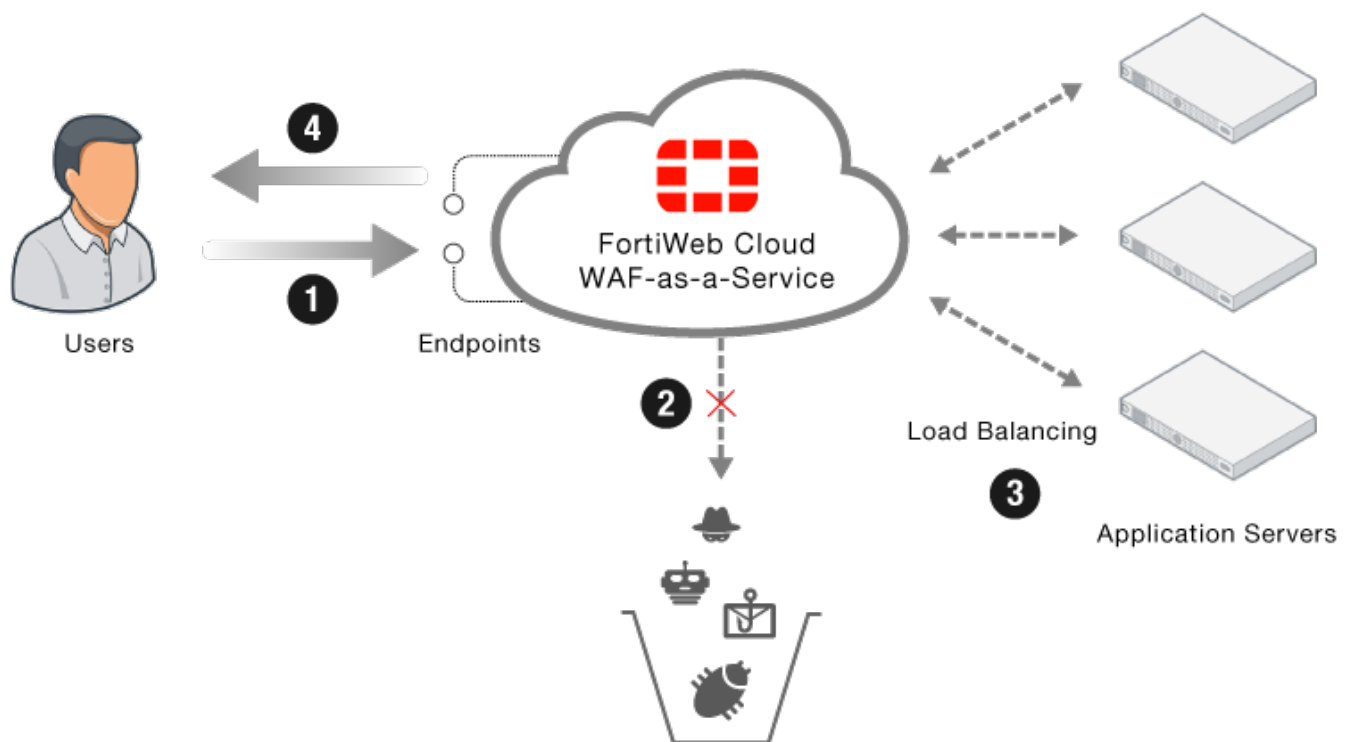 4
FortiWeb Cloud
WAF-as-a-Service
1
Users
Endpoints
2
Load Balancing
3
Application Servers